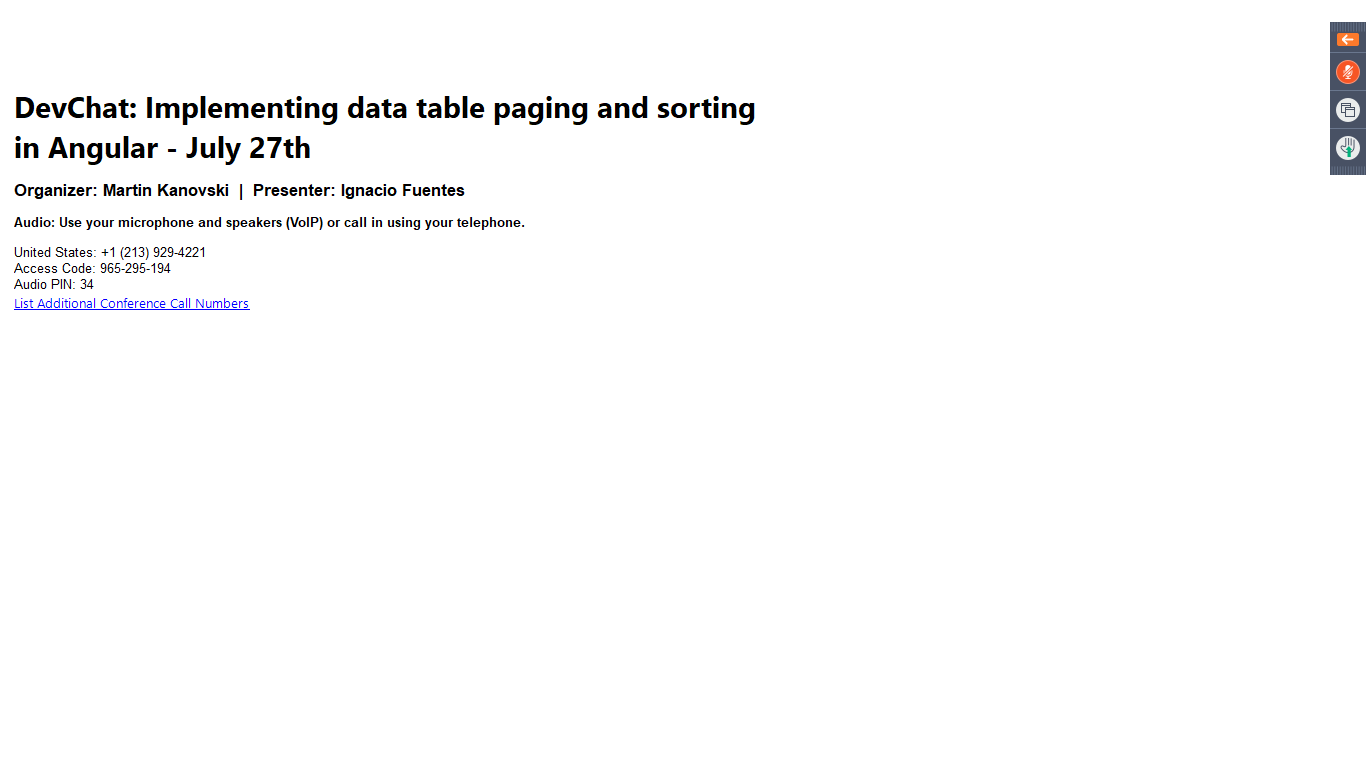 DevChat: Implementing data table paging and sorting
in Angular - July 27th
Organizer: Martin Kanovski | Presenter: Ignacio Fuentes
Audio: Use your microphone and speakers (VoIP) or call in using your telephone.
United States: +1 (213) 929-4221
Access Code: 965-295-194
Audio PIN: 34
List Additional Conference Call Numbers